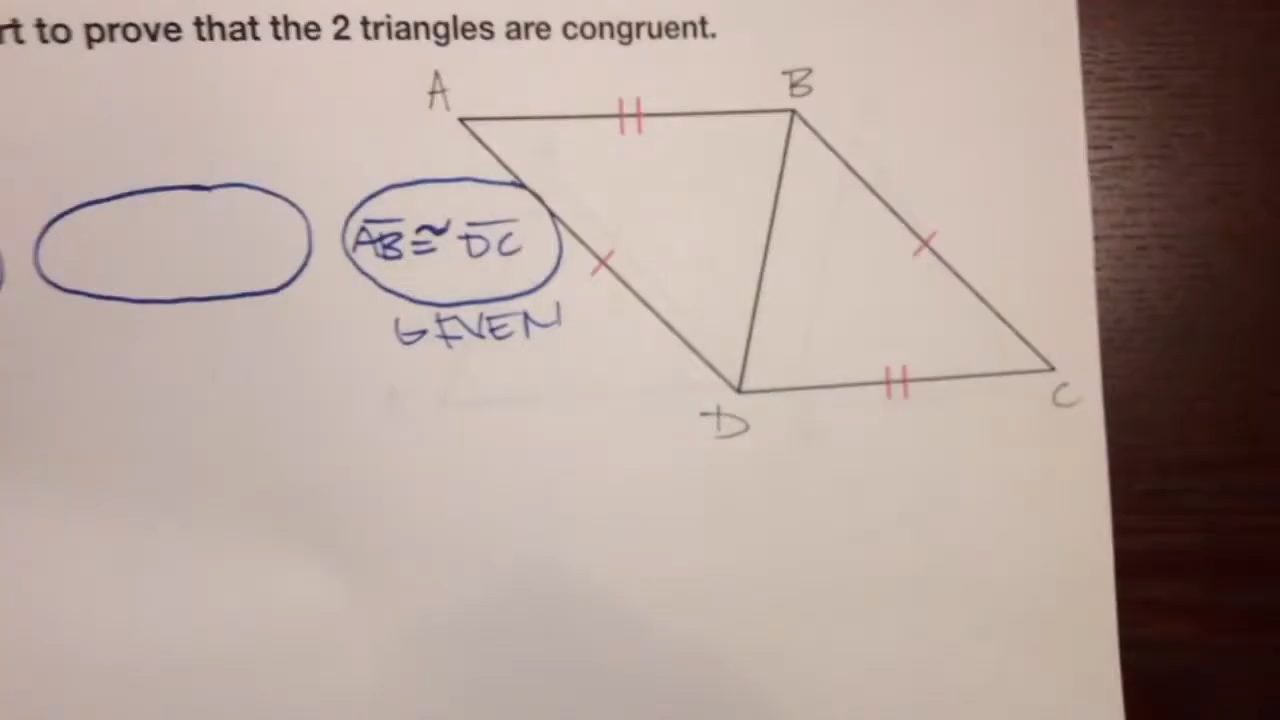 rt to prove that the 2 triangles are congruent.
A
B
AB ≅ DC
GIVEN
D
C